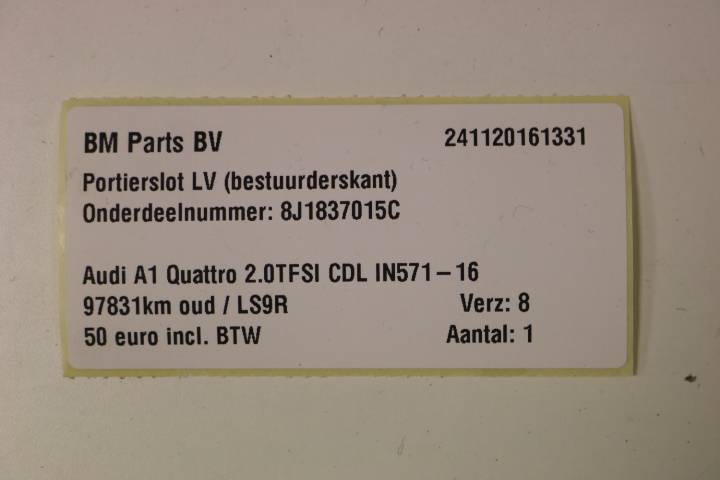 BM Parts BV 241120161331
Portierslot LV (bestuurderskant)
Onderdeelnummer: 8J1837015C
Audi A1 Quattro 2.0TFSI CDL IN571-16
97831km oud / LS9R Verz: 8
50 euro incl. BTW Aantal: 1